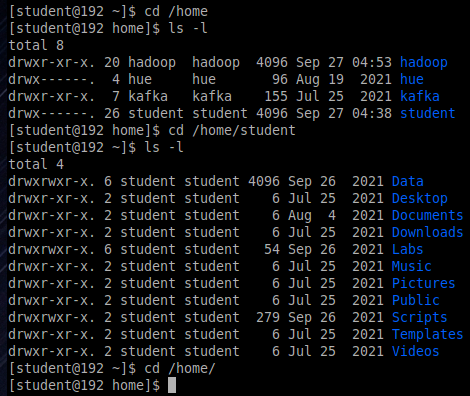 [student@192 ~]$ cd /home
[student@192 home]$ ls -l
total 8
drwxr-xr-x. 20 hadoop  hadoop  4096 Sep 27 04:53 hadoop
drwx------.  4 hue     hue       96 Aug 19  2021 hue
drwxr-xr-x.  7 kafka   kafka    155 Jul 25  2021 kafka
drwx------. 26 student student 4096 Sep 27 04:38 student
[student@192 home]$ cd /home/student
[student@192 ~]$ ls -l
total 4
drwxrwxr-x. 6 student student 4096 Sep 26  2021 Data
drwxr-xr-x. 2 student student    6 Jul 25  2021 Desktop
drwxr-xr-x. 2 student student    6 Aug  4  2021 Documents
drwxr-xr-x. 2 student student    6 Jul 25  2021 Downloads
drwxrwxr-x. 6 student student   54 Sep 26  2021 Labs
drwxr-xr-x. 2 student student    6 Jul 25  2021 Music
drwxr-xr-x. 2 student student    6 Jul 25  2021 Pictures
drwxr-xr-x. 2 student student    6 Jul 25  2021 Public
drwxrwxr-x. 2 student student  279 Sep 26  2021 Scripts
drwxr-xr-x. 2 student student    6 Jul 25  2021 Templates
drwxr-xr-x. 2 student student    6 Jul 25  2021 Videos
[student@192 ~]$ cd /home/
[student@192 home]$